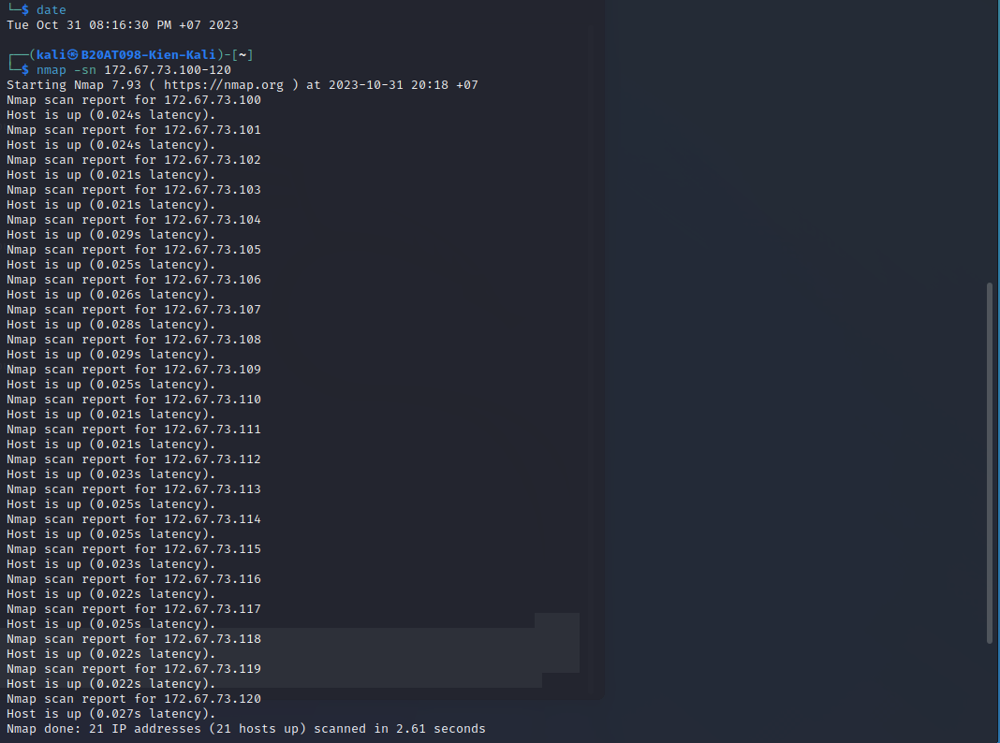 └─$ date
Tue Oct 31 08:16:30 PM +07 2023
┌──(kali㉿B20AT098-Kien-Kali)-[~]
└─$ nmap -sn 172.67.73.100-120
Starting Nmap 7.93 ( https://nmap.org ) at 2023-10-31 20:18 +07
Nmap scan report for 172.67.73.100
Host is up (0.024s latency).
Nmap scan report for 172.67.73.101
Host is up (0.024s latency).
Nmap scan report for 172.67.73.102
Host is up (0.021s latency).
Nmap scan report for 172.67.73.103
Host is up (0.021s latency).
Nmap scan report for 172.67.73.104
Host is up (0.029s latency).
Nmap scan report for 172.67.73.105
Host is up (0.025s latency).
Nmap scan report for 172.67.73.106
Host is up (0.026s latency).
Nmap scan report for 172.67.73.107
Host is up (0.028s latency).
Nmap scan report for 172.67.73.108
Host is up (0.029s latency).
Nmap scan report for 172.67.73.109
Host is up (0.025s latency).
Nmap scan report for 172.67.73.110
Host is up (0.021s latency).
Nmap scan report for 172.67.73.111
Host is up (0.021s latency).
Nmap scan report for 172.67.73.112
Host is up (0.023s latency).
Nmap scan report for 172.67.73.113
Host is up (0.025s latency).
Nmap scan report for 172.67.73.114
Host is up (0.025s latency).
Nmap scan report for 172.67.73.115
Host is up (0.023s latency).
Nmap scan report for 172.67.73.116
Host is up (0.022s latency).
Nmap scan report for 172.67.73.117
Host is up (0.025s latency).
Nmap scan report for 172.67.73.118
Host is up (0.022s latency).
Nmap scan report for 172.67.73.119
Host is up (0.022s latency).
Nmap scan report for 172.67.73.120
Host is up (0.027s latency).
Nmap done: 21 IP addresses (21 hosts up) scanned in 2.61 seconds